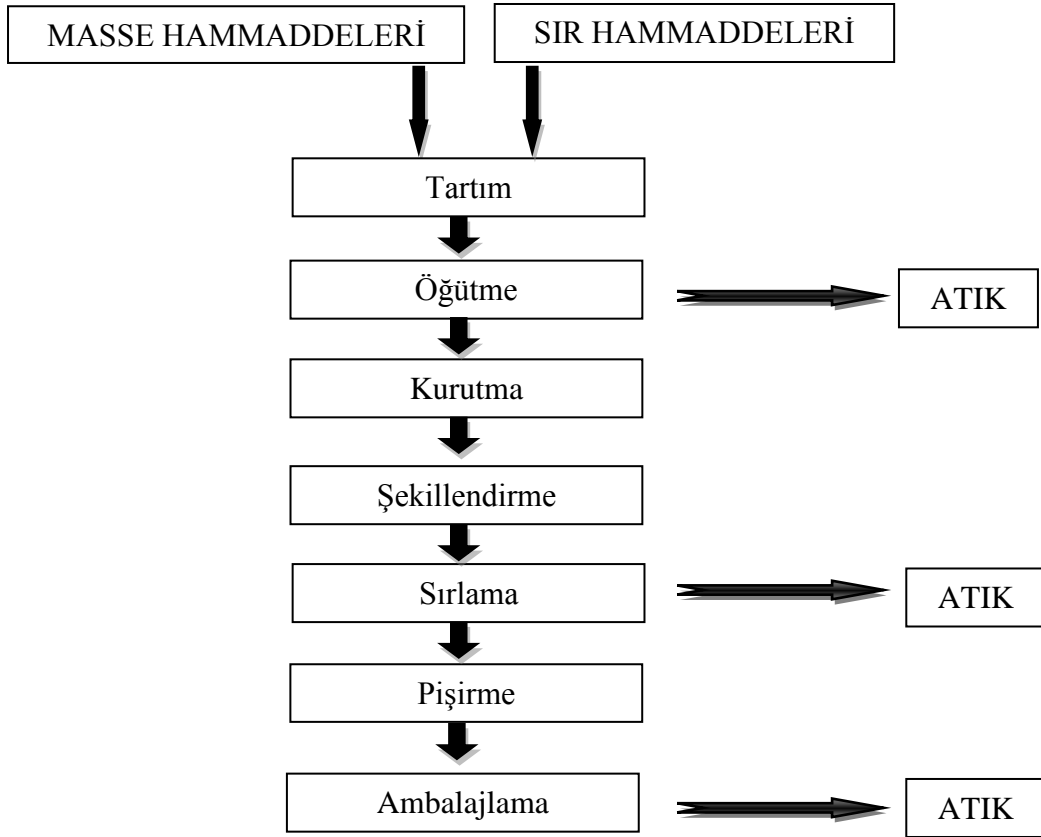 MASSE HAMMADDELERİ
SIR HAMMADDELERİ
Tartım
Öğütme
ATIK
Kurutma
Şekillendirme
Sırlama
ATIK
Pişirme
Ambalajlama
ATIK